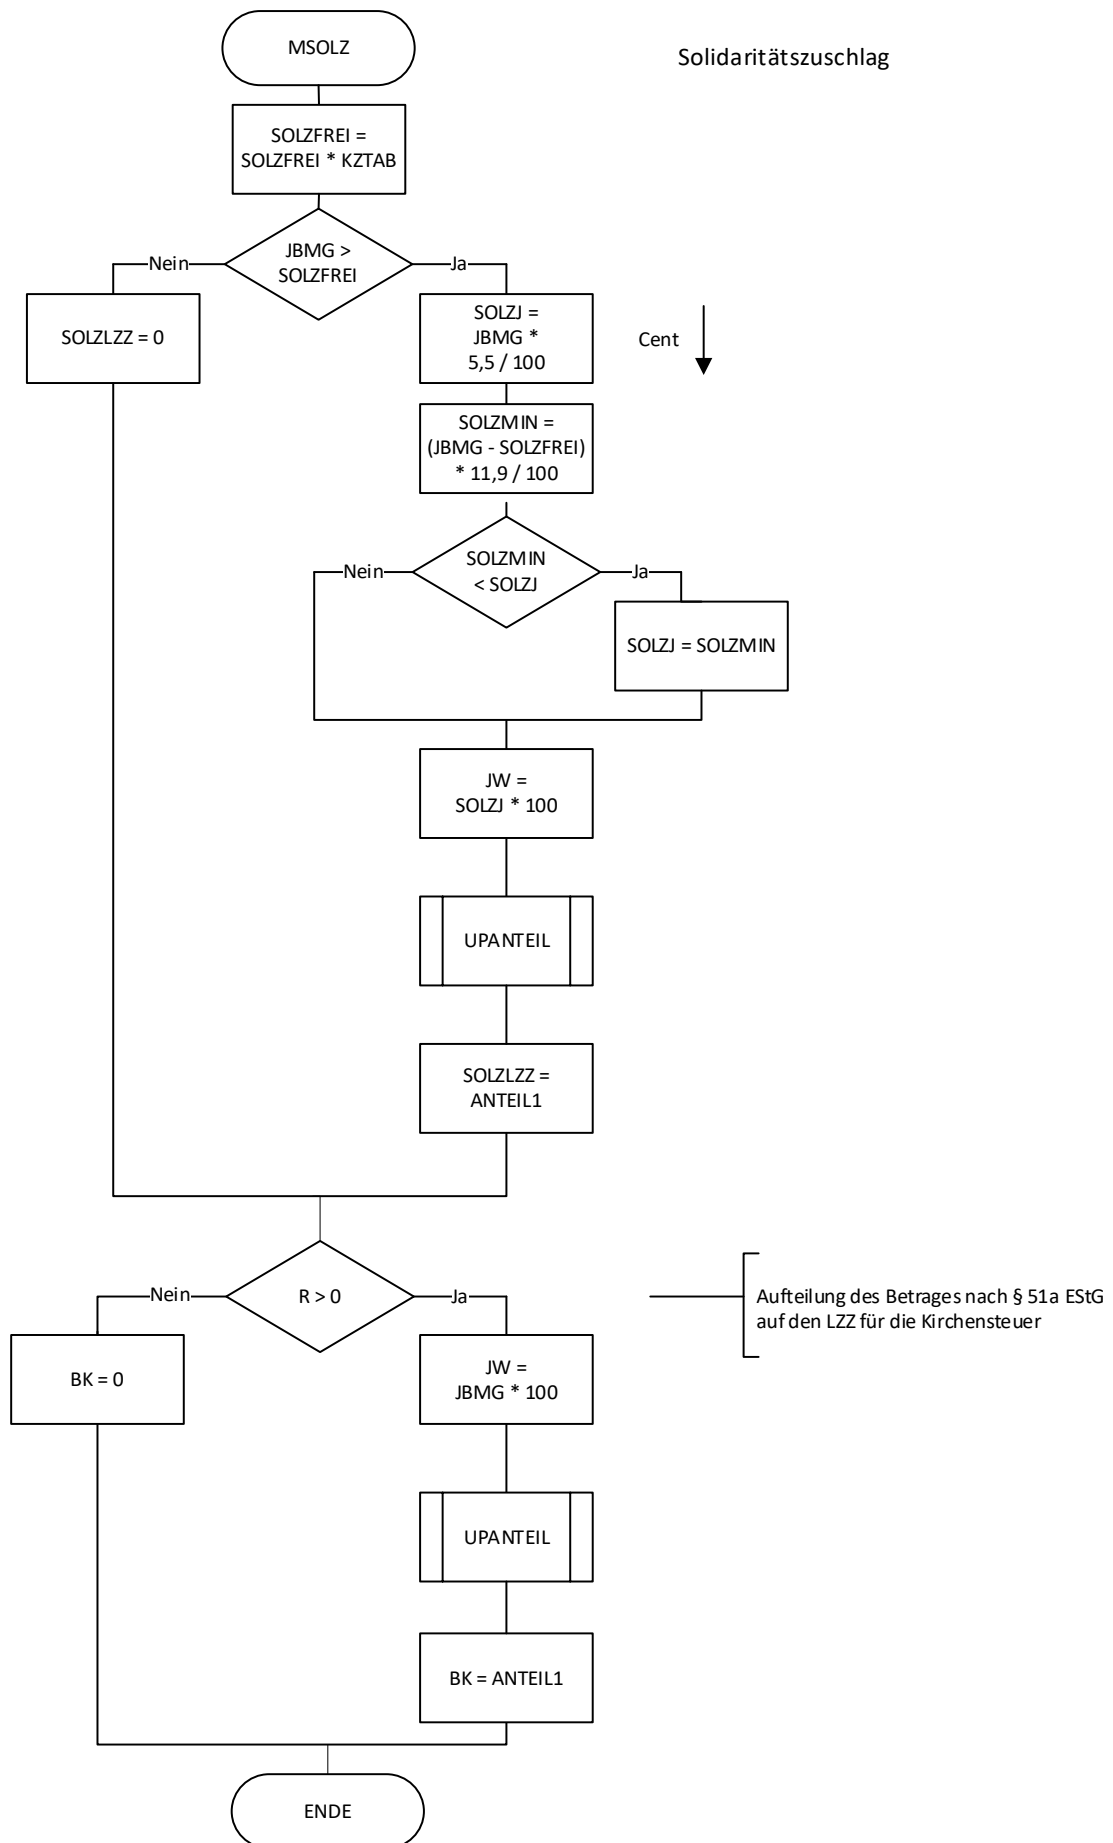 MSOLZ
Solidaritätszuschlag
SOLZFREI =
SOLZFREI * KZTAB
JBMG >
SOLZFREI
Nein
Ja
SOLZLZZ = 0
SOLZJ =
JBMG *
5,5 / 100
Cent
SOLZMIN =
(JBMG - SOLZFREI)
* 11,9 / 100
SOLZMIN
< SOLZJ
Nein
Ja
SOLZJ = SOLZMIN
JW =
SOLZJ * 100
UPANTEIL
SOLZLZZ =
ANTEIL1
R > 0
Nein
Ja
Aufteilung des Betrages nach § 51a EStG
auf den LZZ für die Kirchensteuer
BK = 0
JW =
JBMG * 100
UPANTEIL
BK = ANTEIL1
ENDE